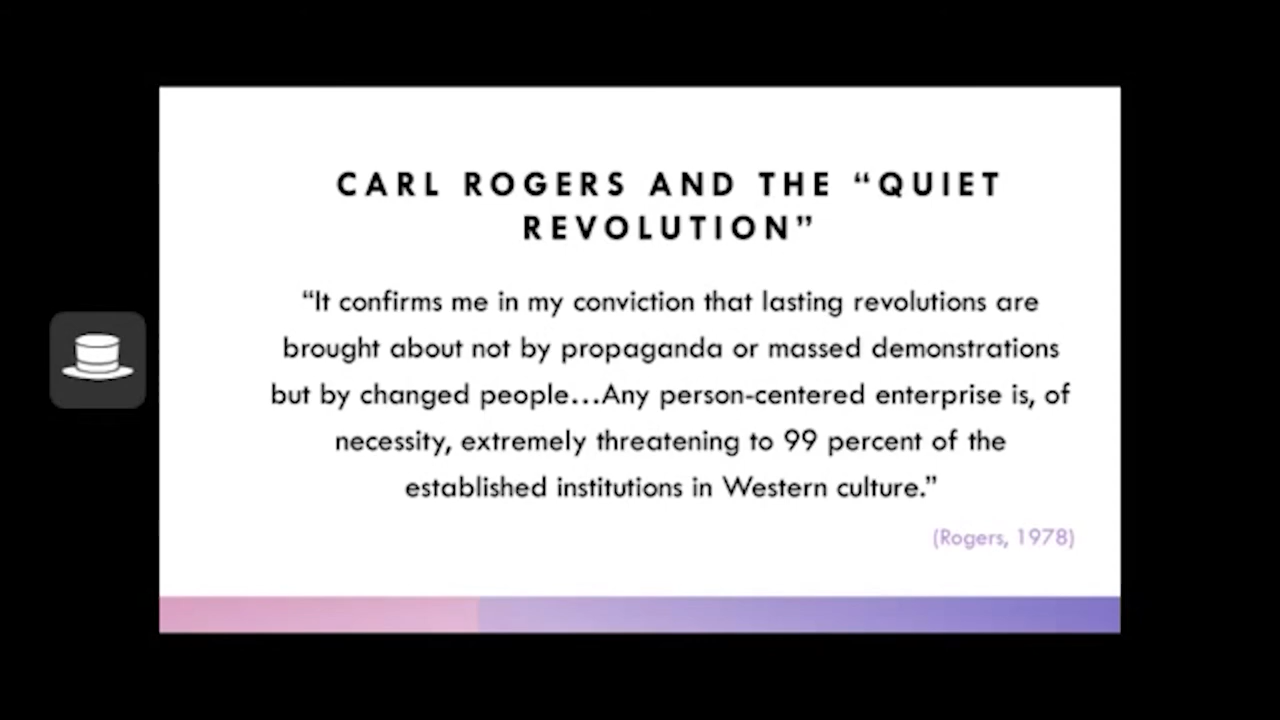 CARL ROGERS AND THE “QUIET
REVOLUTION”
“It confirms me in my conviction that lasting revolutions are
brought about not by propaganda or massed demonstrations
but by changed people…Any person-centered enterprise is, of
necessity, extremely threatening to 99 percent of the
established institutions in Western culture.”
(Rogers, 1978)